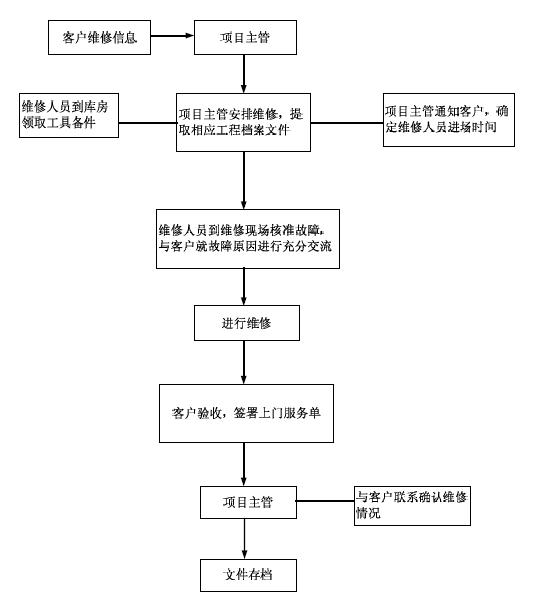 客户维修信息
项目主管
维修人员到库房
领取工具备件
项目主管安排维修，提
取相应工程档案文件
项目主管通知客户，确
定维修人员进场时间
维修人员到维修现场核准故障，
与客户就故障原因进行充分交流
进行维修
客户验收，签署上门服务单
项目主管
与客户联系确认维修
情况
文件存档